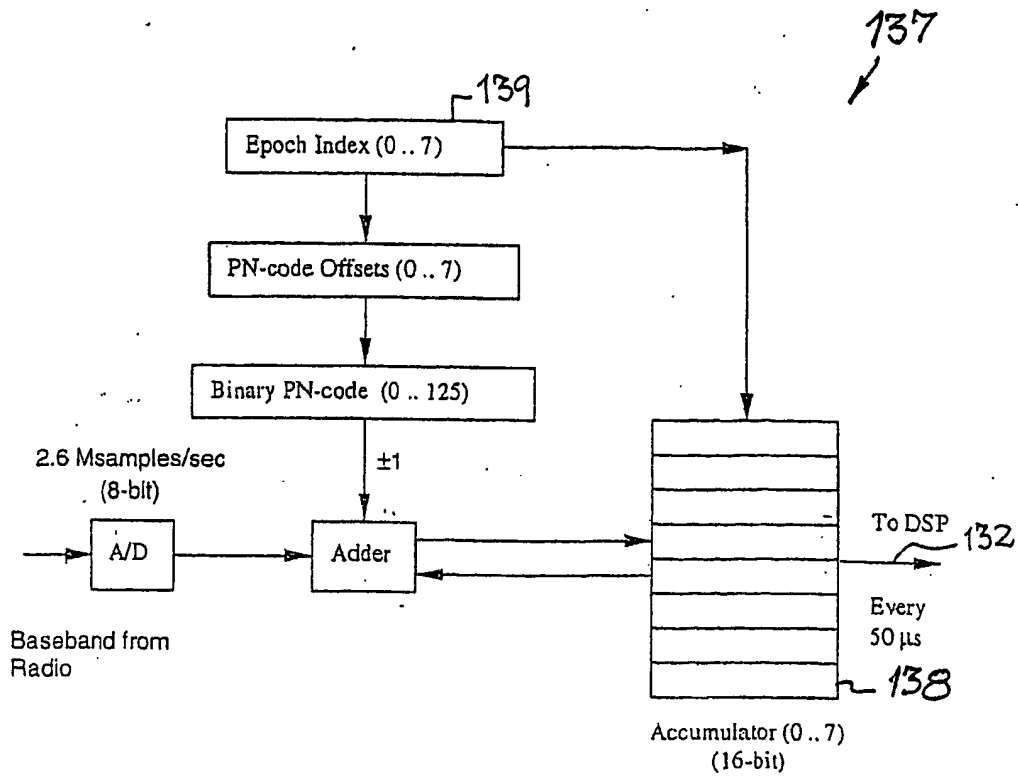 137
139
Epoch Index (0 .. 7)
PN-code Offsets (0 .. 7)
Binary PN-code (0 .. 125)
2.6 Msamples/sec
(8-bit)
±1
A/D
Adder
To DSP
132
Every
50 µs
Baseband from
Radio
138
Accumulator (0 .. 7)
(16-bit)